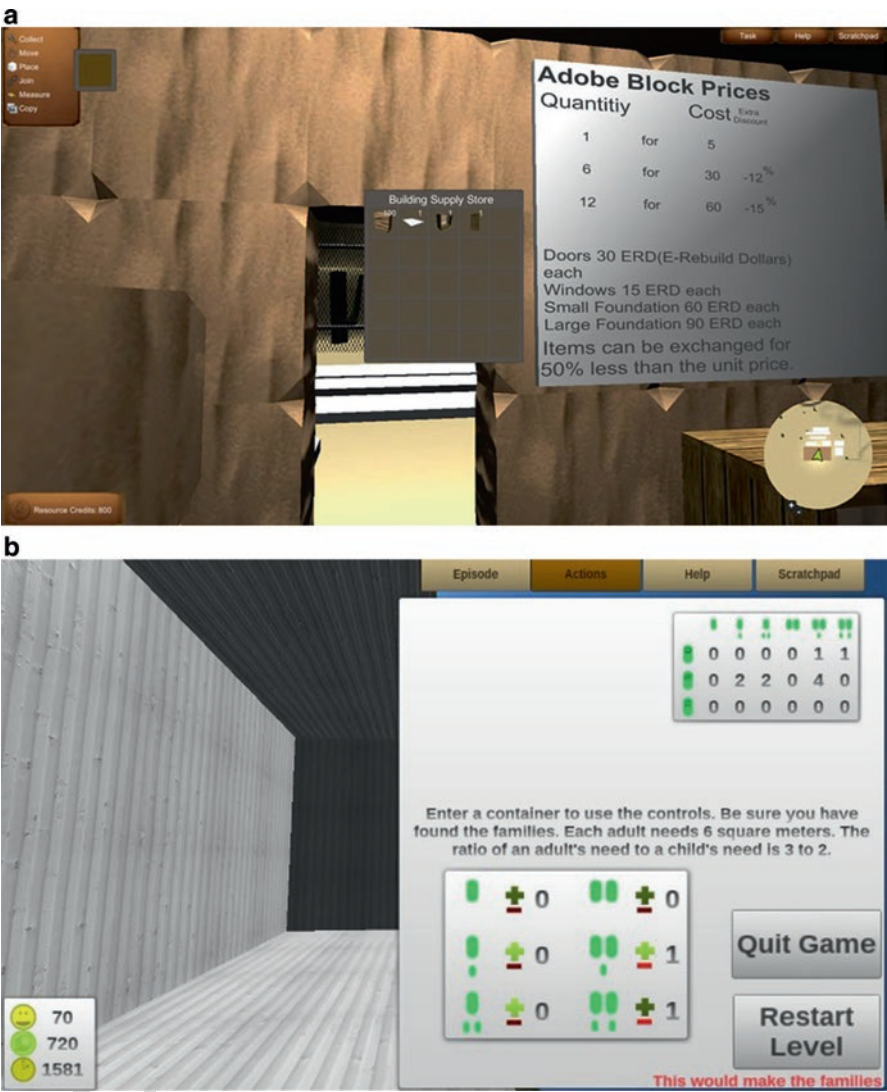 a
Collect
Move
Place
Join
Measure
Copy
Task Help Scratchpad
Adobe Block Prices
Quantitiy Cost Extra Discount
1 for 5
6 for 30 -12%
12 for 60 -15%
Doors 30 ERD(E-Rebuild Dollars)
each
Windows 15 ERD each
Small Foundation 60 ERD each
Large Foundation 90 ERD each
Items can be exchanged for
50% less than the unit price.
Building Supply Store
100 1 1 1
Resource Credits: 800
b
Episode Actions Help Scratchpad
0 0 0 0 1 1
0 2 2 0 4 0
0 0 0 0 0 0
Enter a container to use the controls. Be sure you have
found the families. Each adult needs 6 square meters. The
ratio of an adult's need to a child's need is 3 to 2.
0 0
0 1
0 1
Quit Game
Restart
Level
70
720
1581
This would make the families